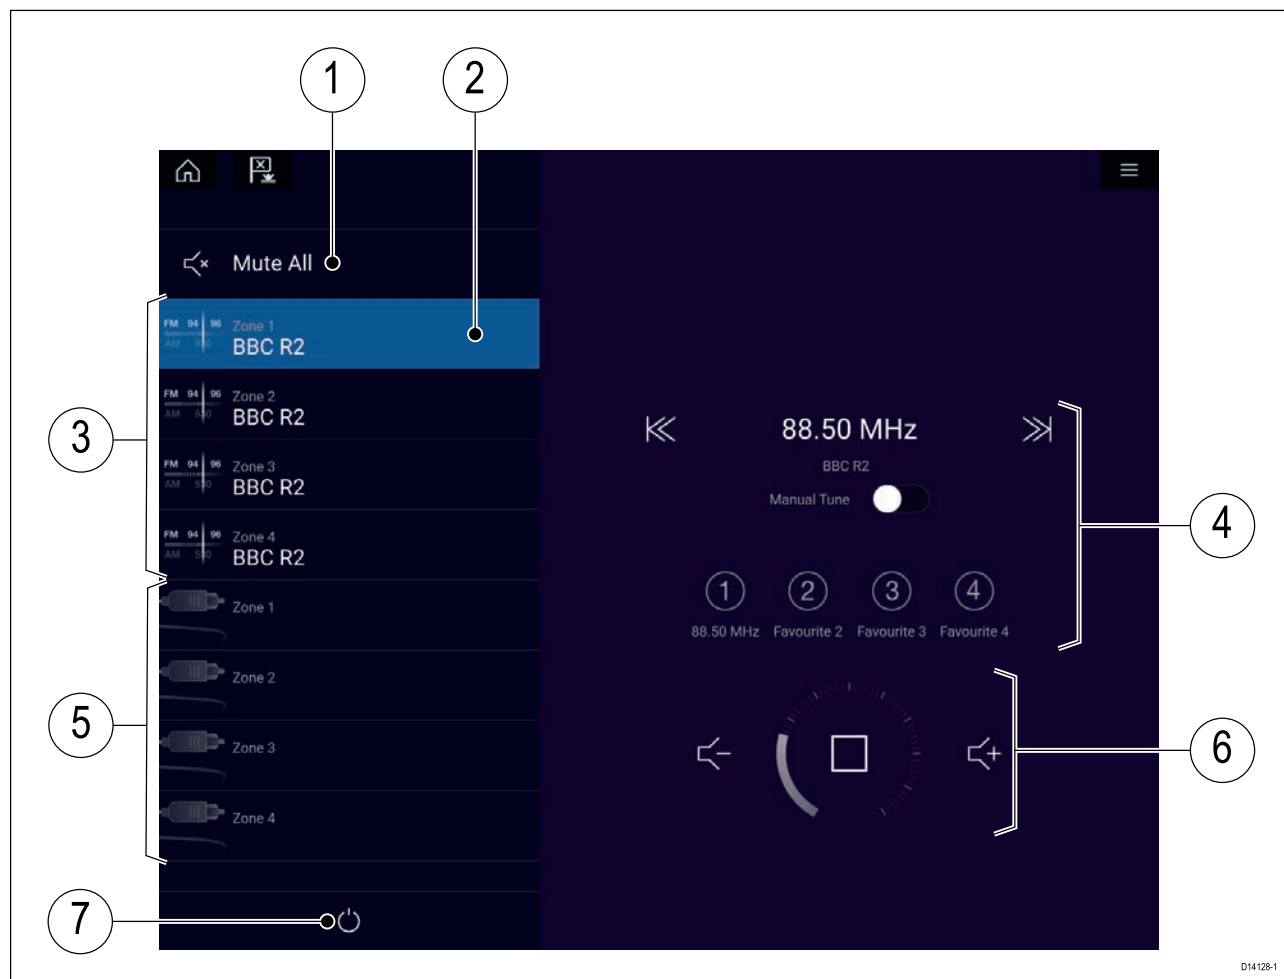 1
2
Mute All
3
FM 94 96
AM 530
Zone 1
BBC R2
FM 94 96
AM 530
Zone 2
BBC R2
FM 94 96
AM 530
Zone 3
BBC R2
FM 94 96
AM 530
Zone 4
BBC R2
88.50 MHz
BBC R2
Manual Tune
4
1
2
3
4
88.50 MHz
Favourite 2
Favourite 3
Favourite 4
5
Zone 1
Zone 2
Zone 3
Zone 4
6
7
D14128-1